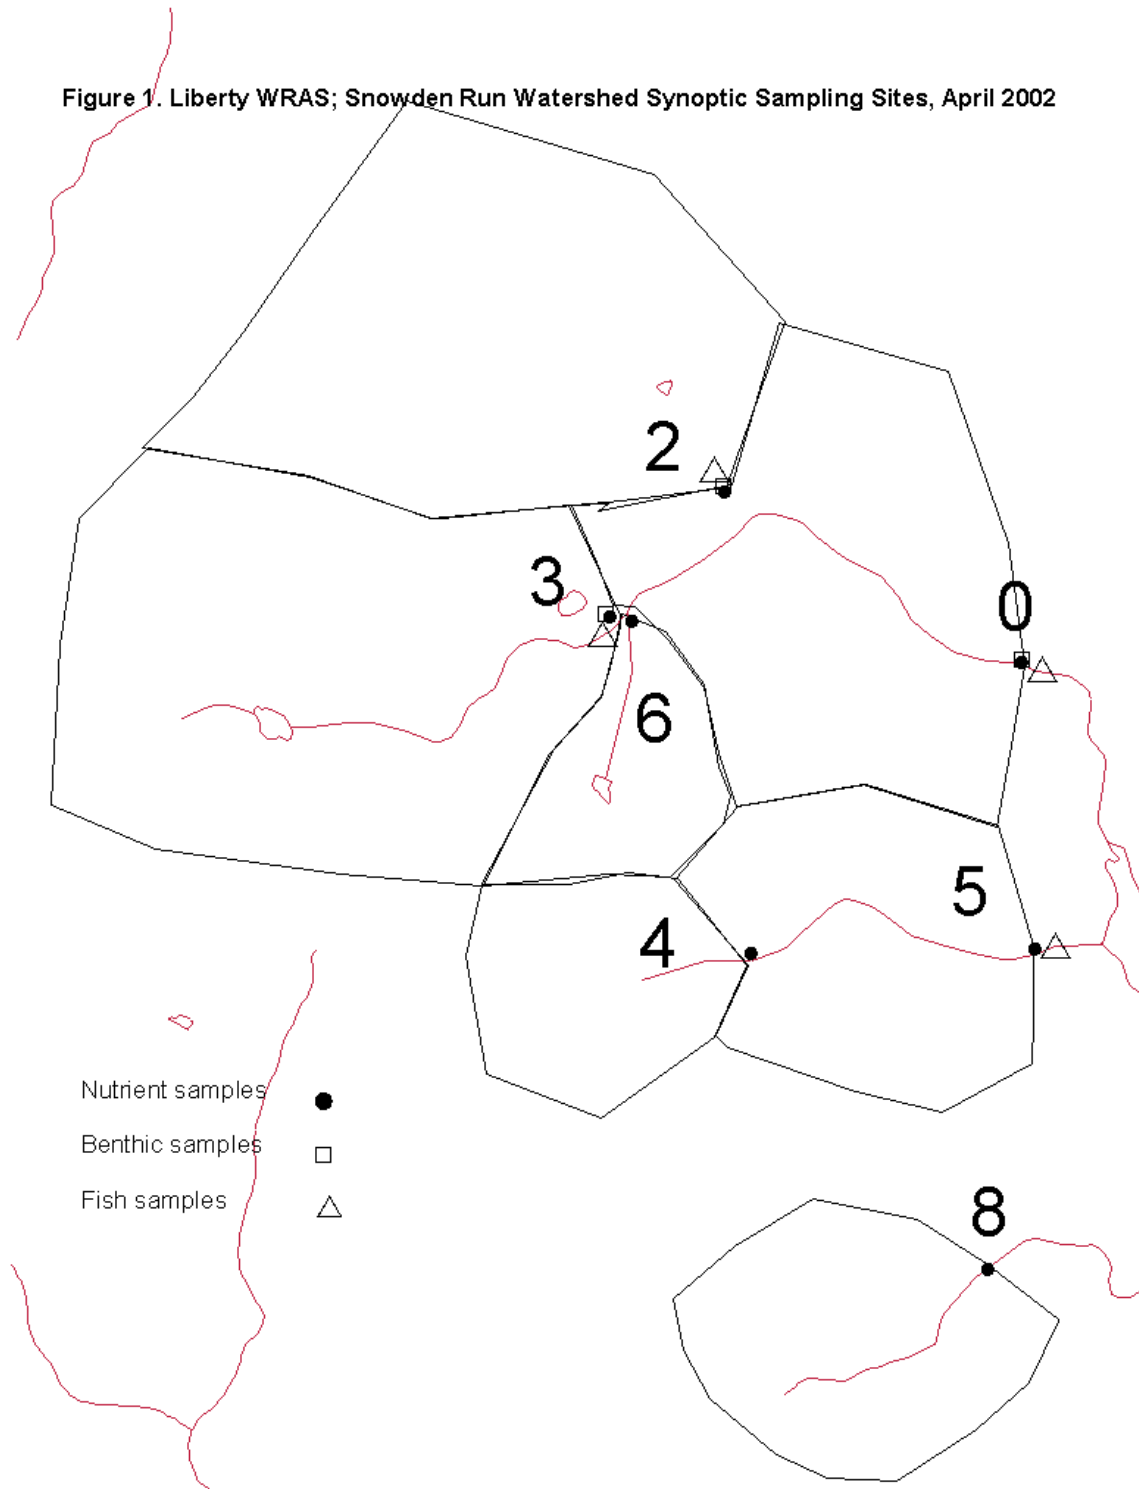 Figure 1. Liberty WRAS; Snowden Run Watershed Synoptic Sampling Sites, April 2002
2
3
0
6
5
4
Nutrient samples
Benthic samples
Fish samples
8